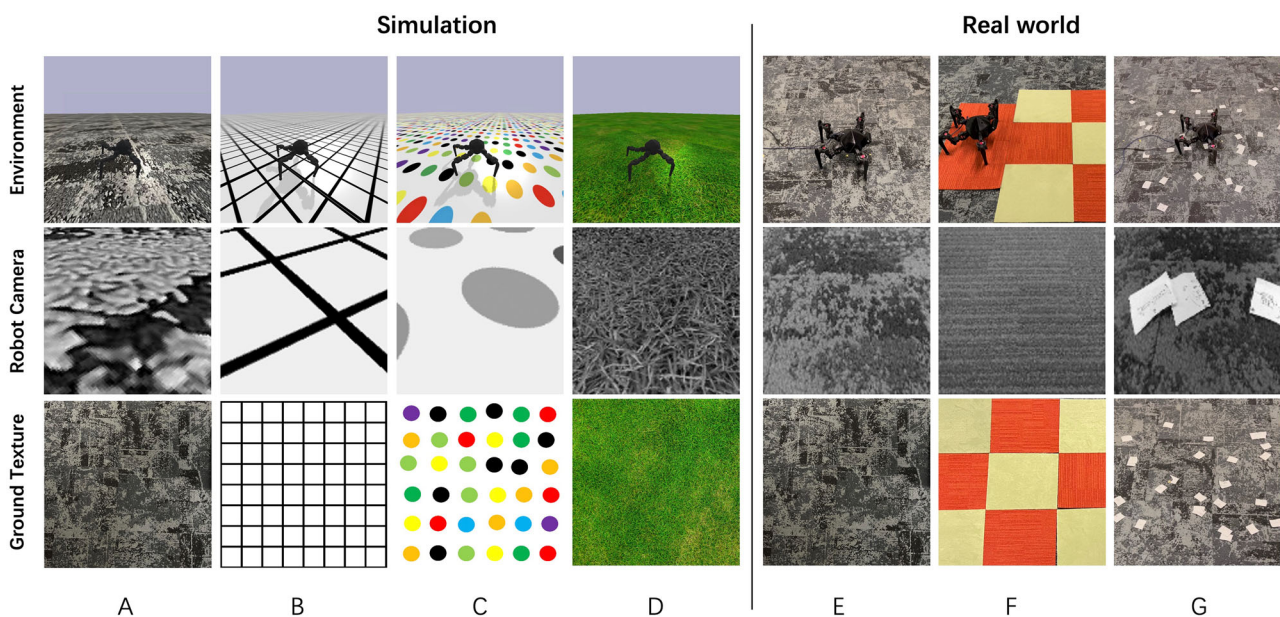 Simulation
Real world
Environment
Robot Camera
Ground Texture
A
B
C
D
E
F
G